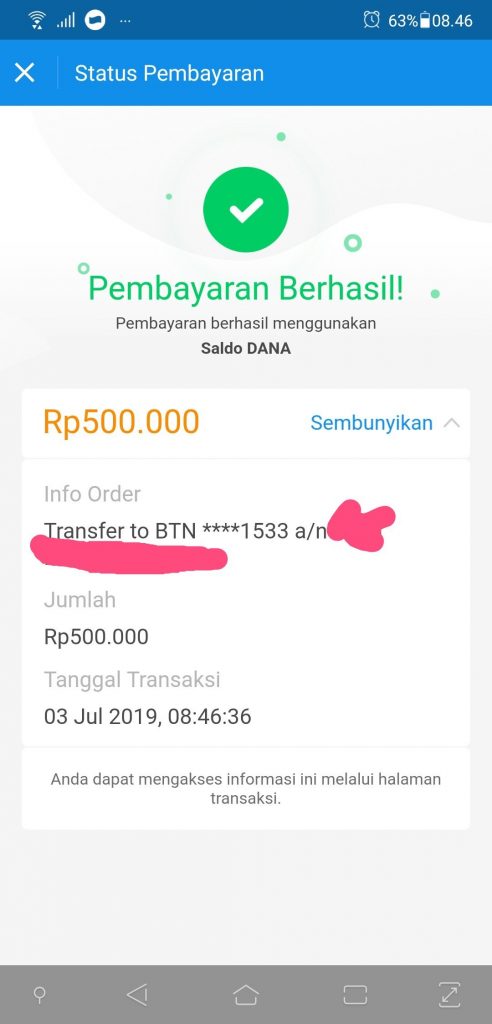 63% 08.46
Status Pembayaran
Pembayaran Berhasil!
Pembayaran berhasil menggunakan
Saldo DANA
Rp500.000 Sembunyikan
Info Order
Transfer to BTN ****1533 a/n
Jumlah
Rp500.000
Tanggal Transaksi
03 Jul 2019, 08:46:36
Anda dapat mengakses informasi ini melalui halaman
transaksi.